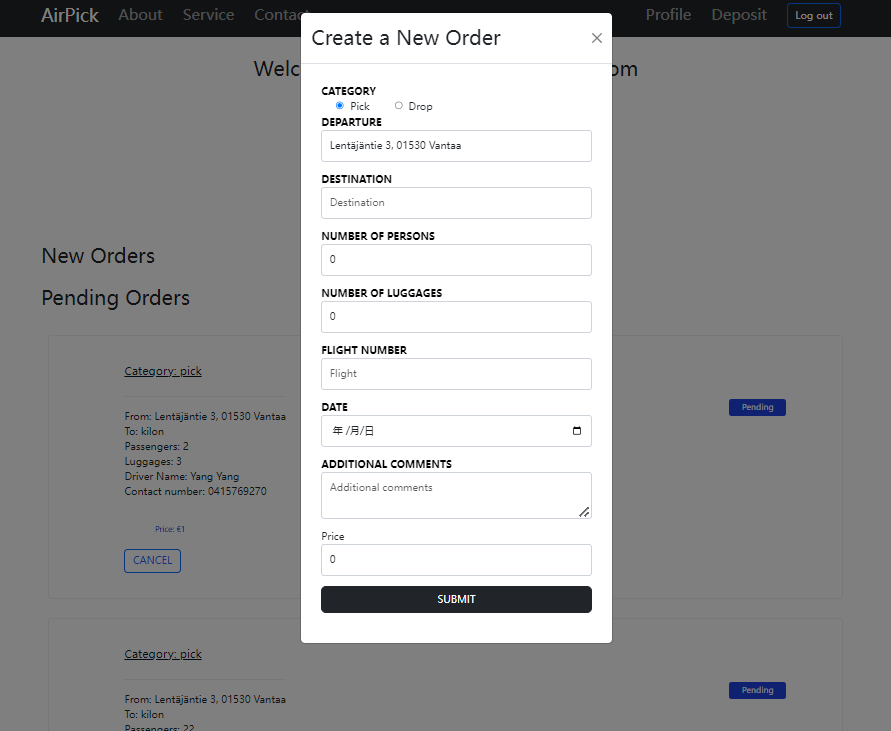 AirPick About Service Contact Profile Deposit Log out
Create a New Order
CATEGORY
Pick Drop
DEPARTURE
Lentäjäntie 3, 01530 Vantaa
DESTINATION
Destination
NUMBER OF PERSONS
0
NUMBER OF LUGGAGES
0
FLIGHT NUMBER
Flight
DATE
年 /月/日
ADDITIONAL COMMENTS
Additional comments
Price
0
SUBMIT
New Orders
Pending Orders
Category: pick
From: Lentäjäntie 3, 01530 Vantaa
To: kilon
Passengers: 2
Luggages: 3
Driver Name: Yang Yang
Contact number: 0415769270
Price: €1
CANCEL
Pending
Category: pick
From: Lentäjäntie 3, 01530 Vantaa
To: kilon
Passengers: 22
Pending